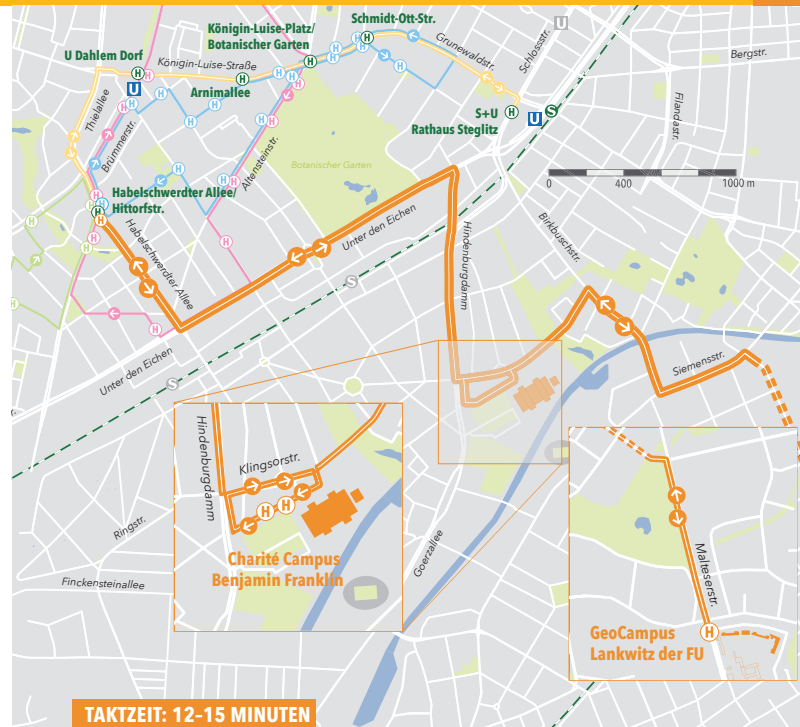 Schmidt-Ott-Str.
Königin-Luise-Platz/
Botanischer Garten
U
Schlossstr.
Grunewaldstr.
Bergstr.
U Dahlem Dorf
H
Königin-Luise-Straße
U
Arnimallee
Thielallee
Brümmerstr.
Altensteinstr.
S+U
Rathaus Steglitz
H
U
S
Filandastr.
Botanischer Garten
0 400 1000 m
Habelschwerdter Allee/
Hittorfstr.
Habelschwerdter Allee
Unter den Eichen
Hindenburgdamm
Birkbuschstr.
S
Unter den Eichen
S
Siemensstr.
Hindenburgdamm
Klingsorstr.
H H
Charité Campus
Benjamin Franklin
Goerzallee
Ringstr.
Finckensteinallee
Malteserstr.
H
GeoCampus
Lankwitz der FU
TAKTZEIT: 12–15 MINUTEN